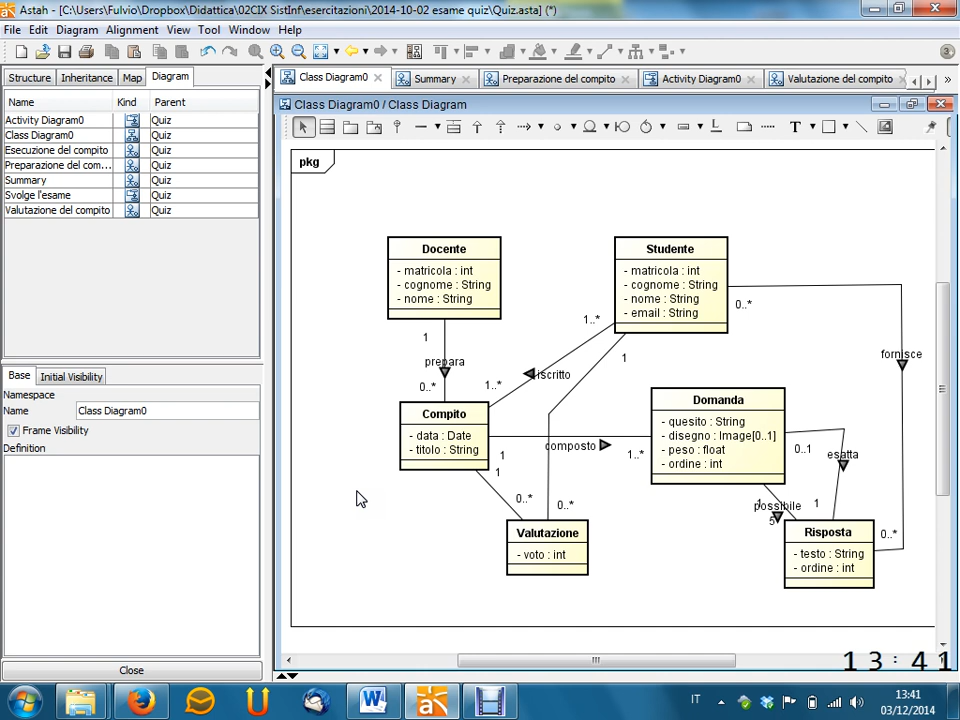 Astah - [C:\Users\Fulvio\Dropbox\Didattica\02CIX SistInf\esercitazioni\2014-10-02 esame quiz\Quiz.asta] (*)
File Edit Diagram Alignment View Tool Window Help
3
Structure Inheritance Map Diagram
Name Kind Parent
Activity Diagram0 Quiz
Class Diagram0 Quiz
Esecuzione del compito Quiz
Preparazione del com... Quiz
Summary Quiz
Svolge l'esame Quiz
Valutazione del compito Quiz
Base Initial Visibility
Namespace
Name Class Diagram0
Frame Visibility
Definition
Close
Class Diagram0 Summary Preparazione del compito Activity Diagram0 Valutazione del compito
Class Diagram0 / Class Diagram
T
pkg
Docente
- matricola : int
- cognome : String
- nome : String
Studente
- matricola : int
- cognome : String
- nome : String
- email : String
0..*
1..*
1
1
prepara
0..*
iscritto
1..*
fornisce
Compito
- data : Date
- titolo : String
Domanda
- quesito : String
- disegno : Image[0..1]
- peso : float
- ordine : int
composto
1
1..*
0..1
esatta
1
0..*
0..*
1
possibile
5
1
0..*
Valutazione
- voto : int
Risposta
- testo : String
- ordine : int
13:41
IT
13:41
03/12/2014